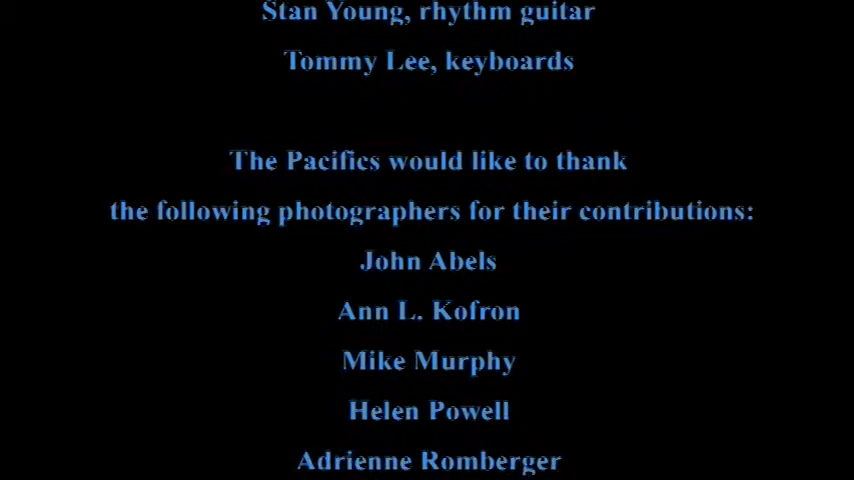 Stan Young, rhythm guitar
Tommy Lee, keyboards
The Pacifics would like to thank
the following photographers for their contributions:
John Abels
Ann L. Kofron
Mike Murphy
Helen Powell
Adrienne Romberger